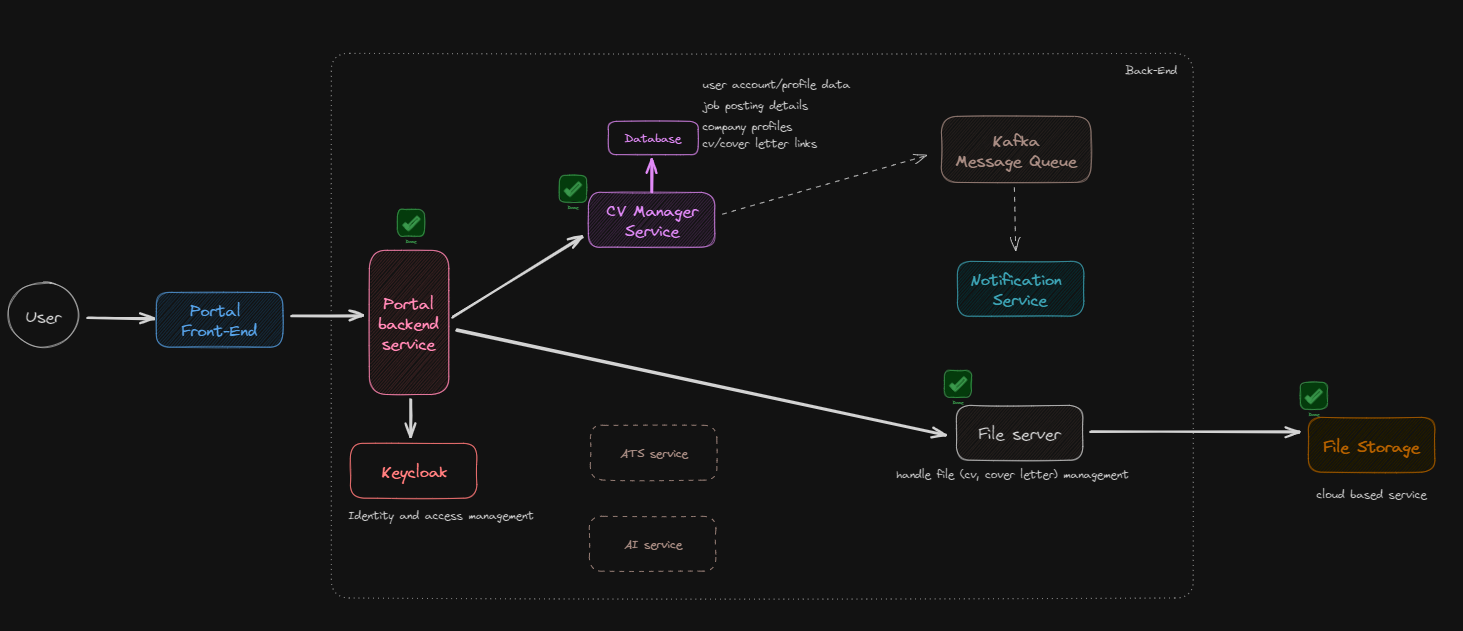 Back-End
user account/profile data
job posting details
company profiles
cv/cover letter links
Database
Kafka
Message Queue
CV Manager
Service
Notification
Service
User
Portal
Front-End
Portal
backend
service
File server
handle file (cv, cover letter) management
File Storage
cloud based service
Keycloak
Identity and access management
ATS service
AI service